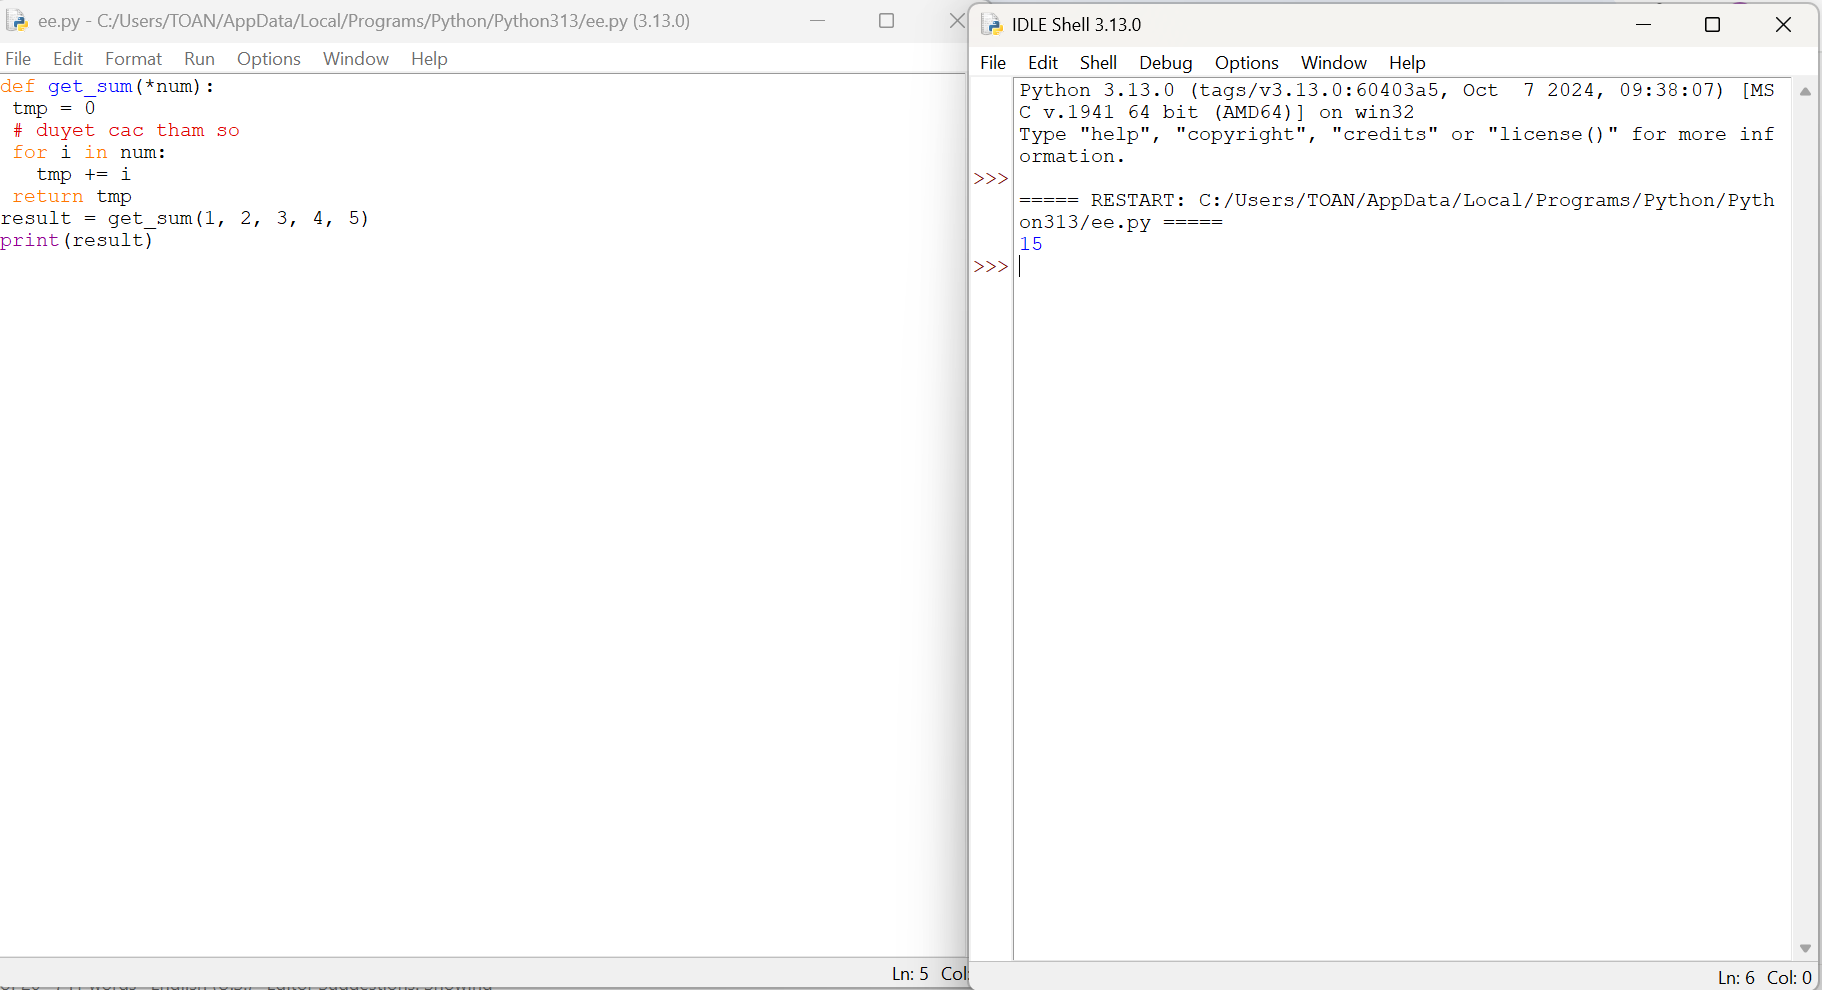 ee.py - C:/Users/TOAN/AppData/Local/Programs/Python/Python313/ee.py (3.13.0)
File Edit Format Run Options Window Help
def get_sum(*num):
 tmp = 0
 # duyet cac tham so
 for i in num:
   tmp += i
 return tmp
result = get_sum(1, 2, 3, 4, 5)
print(result)
Ln: 5 Col:
IDLE Shell 3.13.0
File Edit Shell Debug Options Window Help
Python 3.13.0 (tags/v3.13.0:60403a5, Oct  7 2024, 09:38:07) [MS
C v.1941 64 bit (AMD64)] on win32
Type "help", "copyright", "credits" or "license()" for more inf
ormation.
>>>
===== RESTART: C:/Users/TOAN/AppData/Local/Programs/Python/Pyth
on313/ee.py =====
15
>>>
Ln: 6 Col: 0